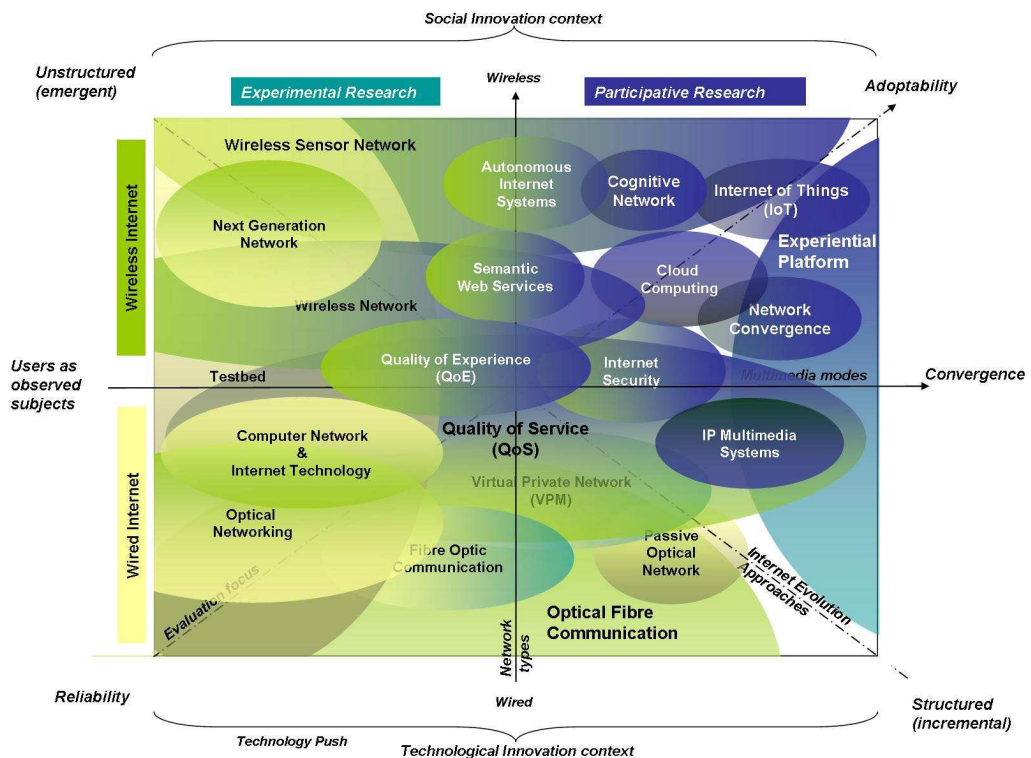 Social Innovation context
Unstructured
(emergent)
Wireless
Experimental Research
Participative Research
Adoptability
Wireless Sensor Network
Autonomous
Internet
Systems
Cognitive
Network
Internet of Things
(IoT)
Next Generation
Network
Experiential
Platform
Wireless Internet
Semantic
Web Services
Cloud
Computing
Wireless Network
Network
Convergence
Quality of Experience
(QoE)
Internet
Security
Users as
observed
subjects
Testbed
Multimedia modes
Convergence
Computer Network
&
Internet Technology
Quality of Service
(QoS)
IP Multimedia
Systems
Virtual Private Network
(VPM)
Wired Internet
Optical
Networking
Fibre Optic
Communication
Passive
Optical
Network
Internet Evolution
Approaches
Evaluation focus
Optical Fibre
Communication
Network
types
Reliability
Wired
Structured
(incremental)
Technology Push
Technological Innovation context